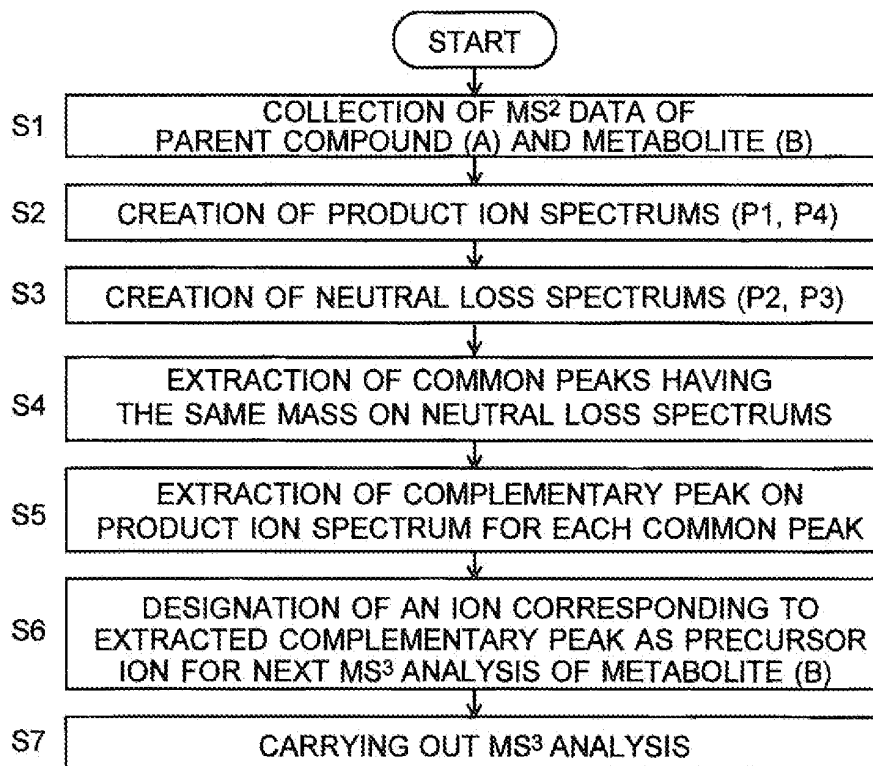 START
S1
COLLECTION OF MS² DATA OF
PARENT COMPOUND (A) AND METABOLITE (B)
S2
CREATION OF PRODUCT ION SPECTRUMS (P1, P4)
S3
CREATION OF NEUTRAL LOSS SPECTRUMS (P2, P3)
S4
EXTRACTION OF COMMON PEAKS HAVING
THE SAME MASS ON NEUTRAL LOSS SPECTRUMS
S5
EXTRACTION OF COMPLEMENTARY PEAK ON
PRODUCT ION SPECTRUM FOR EACH COMMON PEAK
S6
DESIGNATION OF AN ION CORRESPONDING TO
EXTRACTED COMPLEMENTARY PEAK AS PRECURSOR
ION FOR NEXT MS³ ANALYSIS OF METABOLITE (B)
S7
CARRYING OUT MS³ ANALYSIS